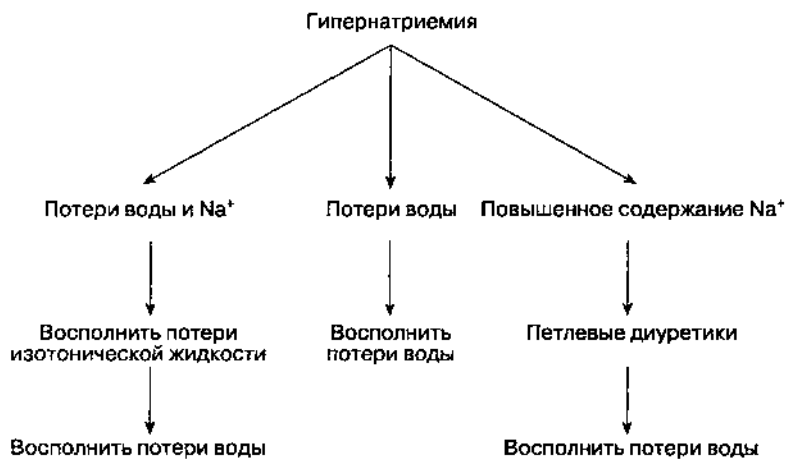 Гипернатриемия
Потери воды и Na⁺
Потери воды
Повышенное содержание Na⁺
Восполнить потери
изотонической жидкости
Восполнить
потери воды
Петлевые диуретики
Восполнить потери воды
Восполнить потери воды